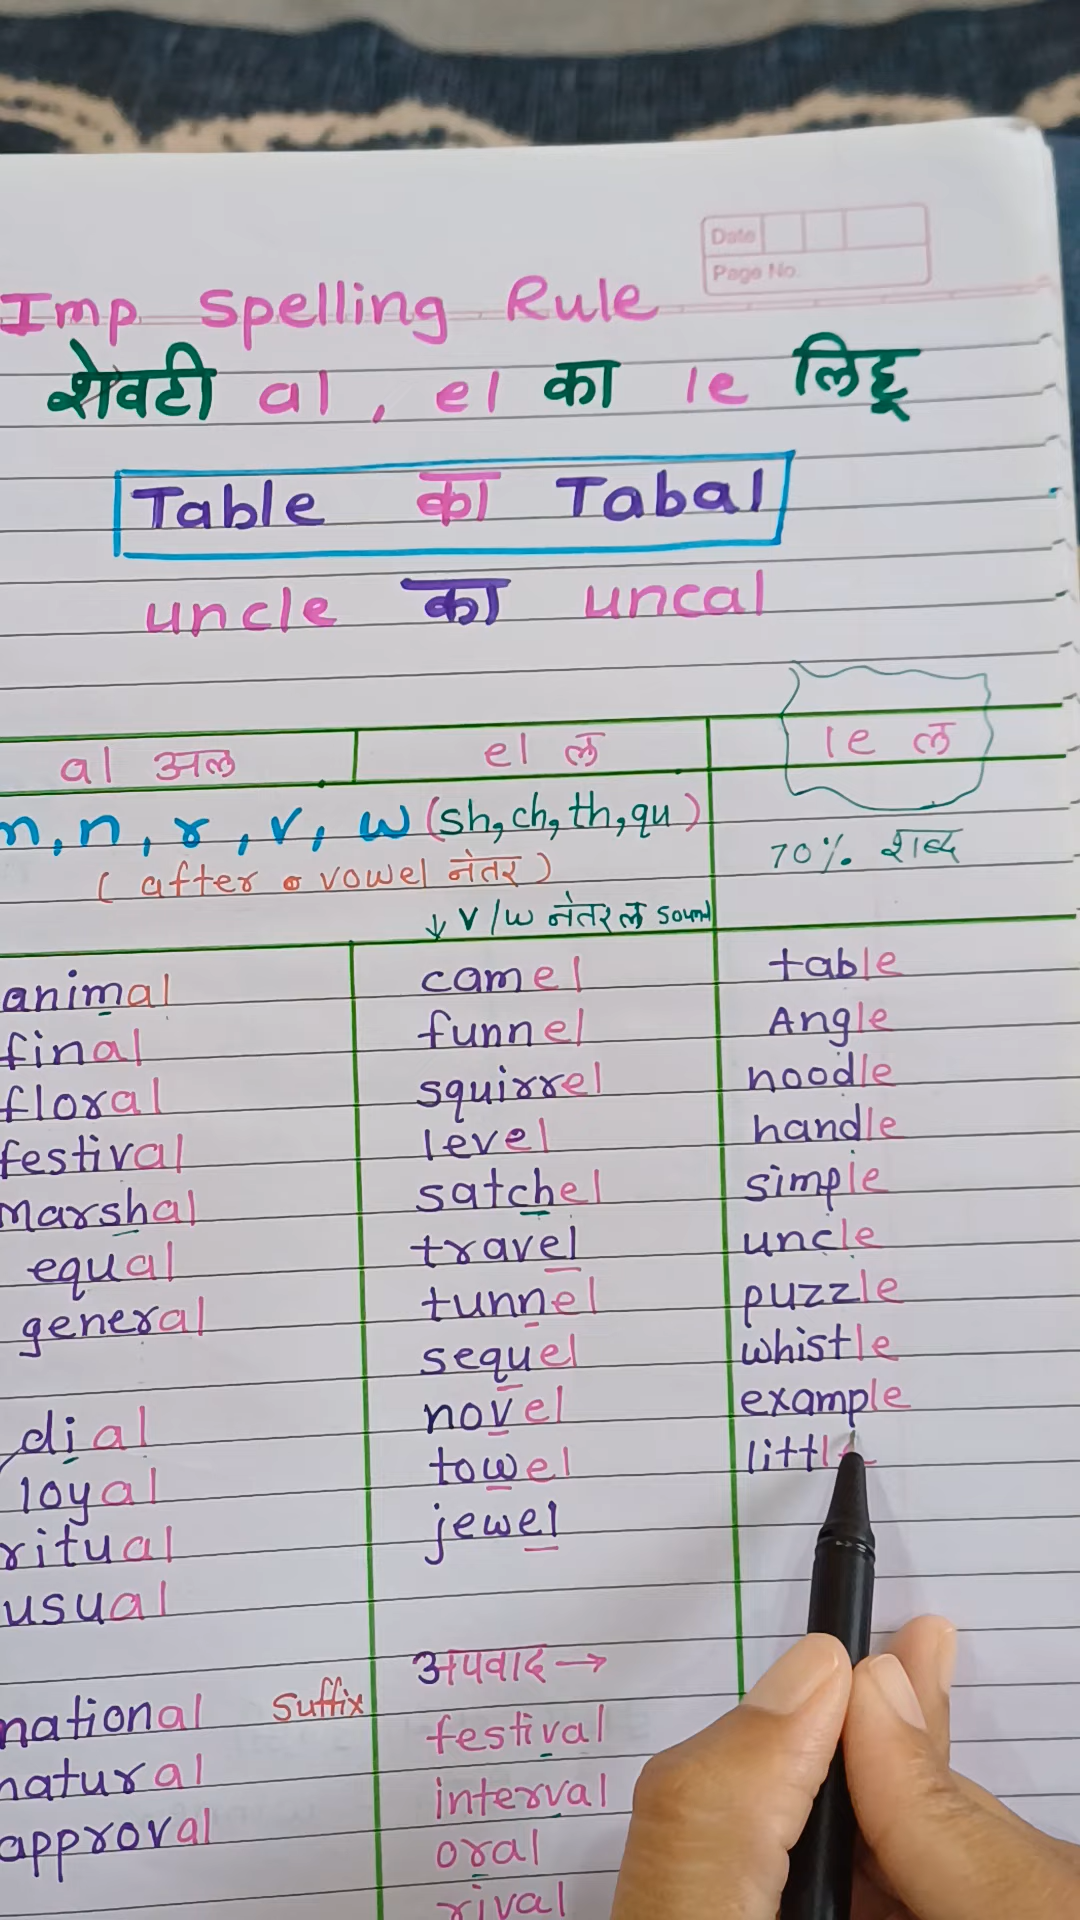 Date
Page No.
Imp Spelling Rule
शेवटी al, el का le लिहू
Table का Tabal
uncle का uncal
al अल el ल le ल
m, n, r, v, w (sh, ch, th, qu) 70% शब्द
(after vowel नंतर)
↓ v/w नंतर ल sound
animal camel table
final funnel Angle
floral squirrel noodle
festival level handle
marshal satchel simple
equal travel uncle
general tunnel puzzle
sequel whistle
dial novel example
loyal towel little
ritual jewel
usual
अपवाद →
national Suffix festival
natural interval
approval oral
rival